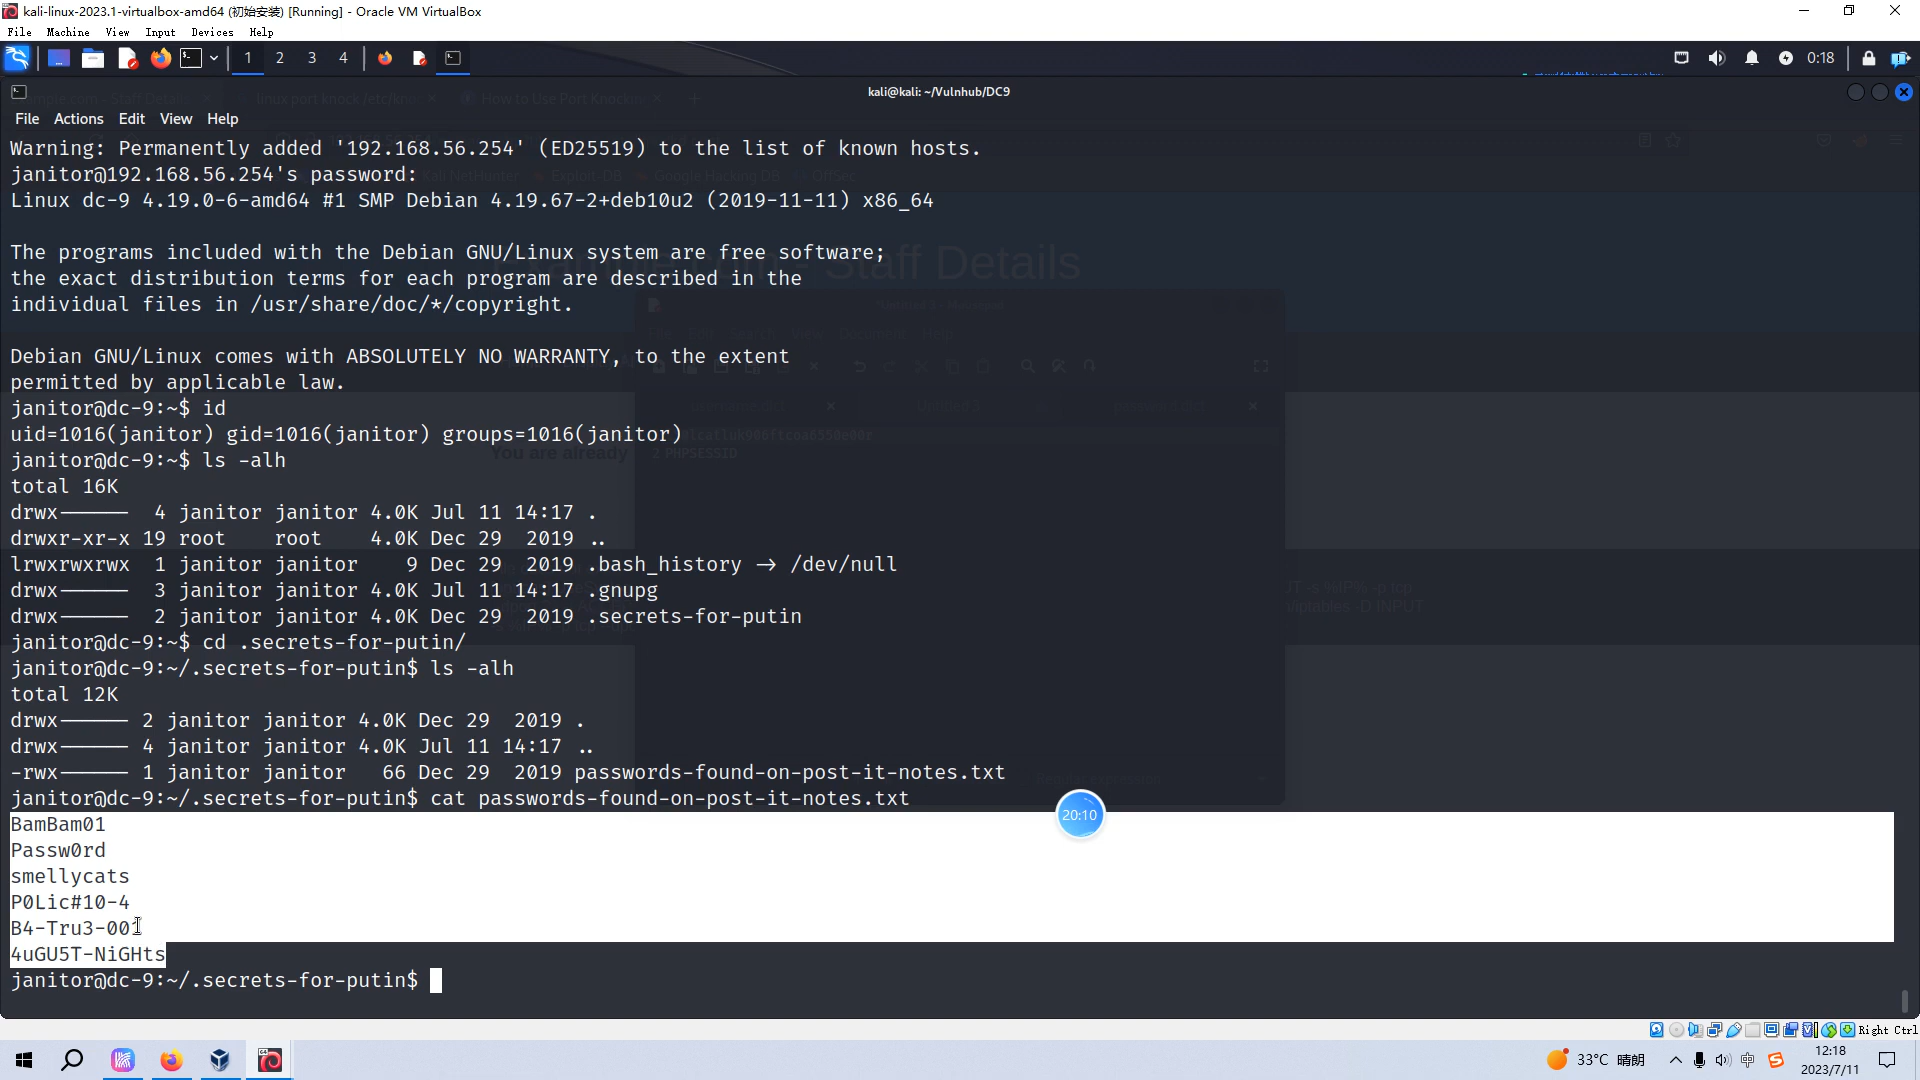 kali-linux-2023.1-virtualbox-amd64 (初始安装) [Running] - Oracle VM VirtualBox
File Machine View Input Devices Help
1 2 3 4
0:18
kali@kali: ~/Vulnhub/DC9
File Actions Edit View Help
Warning: Permanently added '192.168.56.254' (ED25519) to the list of known hosts.
janitor@192.168.56.254's password:
Linux dc-9 4.19.0-6-amd64 #1 SMP Debian 4.19.67-2+deb10u2 (2019-11-11) x86_64
The programs included with the Debian GNU/Linux system are free software;
the exact distribution terms for each program are described in the
individual files in /usr/share/doc/*/copyright.
Debian GNU/Linux comes with ABSOLUTELY NO WARRANTY, to the extent
permitted by applicable law.
janitor@dc-9:~$ id
uid=1016(janitor) gid=1016(janitor) groups=1016(janitor)
janitor@dc-9:~$ ls -alh
total 16K
drwx------ 4 janitor janitor 4.0K Jul 11 14:17 .
drwxr-xr-x 19 root root 4.0K Dec 29 2019 ..
lrwxrwxrwx 1 janitor janitor 9 Dec 29 2019 .bash_history -> /dev/null
drwx------ 3 janitor janitor 4.0K Jul 11 14:17 .gnupg
drwx------ 2 janitor janitor 4.0K Dec 29 2019 .secrets-for-putin
janitor@dc-9:~$ cd .secrets-for-putin/
janitor@dc-9:~/.secrets-for-putin$ ls -alh
total 12K
drwx------ 2 janitor janitor 4.0K Dec 29 2019 .
drwx------ 4 janitor janitor 4.0K Jul 11 14:17 ..
-rwx------ 1 janitor janitor 66 Dec 29 2019 passwords-found-on-post-it-notes.txt
janitor@dc-9:~/.secrets-for-putin$ cat passwords-found-on-post-it-notes.txt
BamBam01
Passw0rd
smellycats
P0Lic#10-4
B4-Tru3-001
4uGU5T-NiGHts
janitor@dc-9:~/.secrets-for-putin$
Staff Details
You are already
2 PHPSESSID
20:10
Right Ctrl
33°C 晴朗
中
12:18
2023/7/11